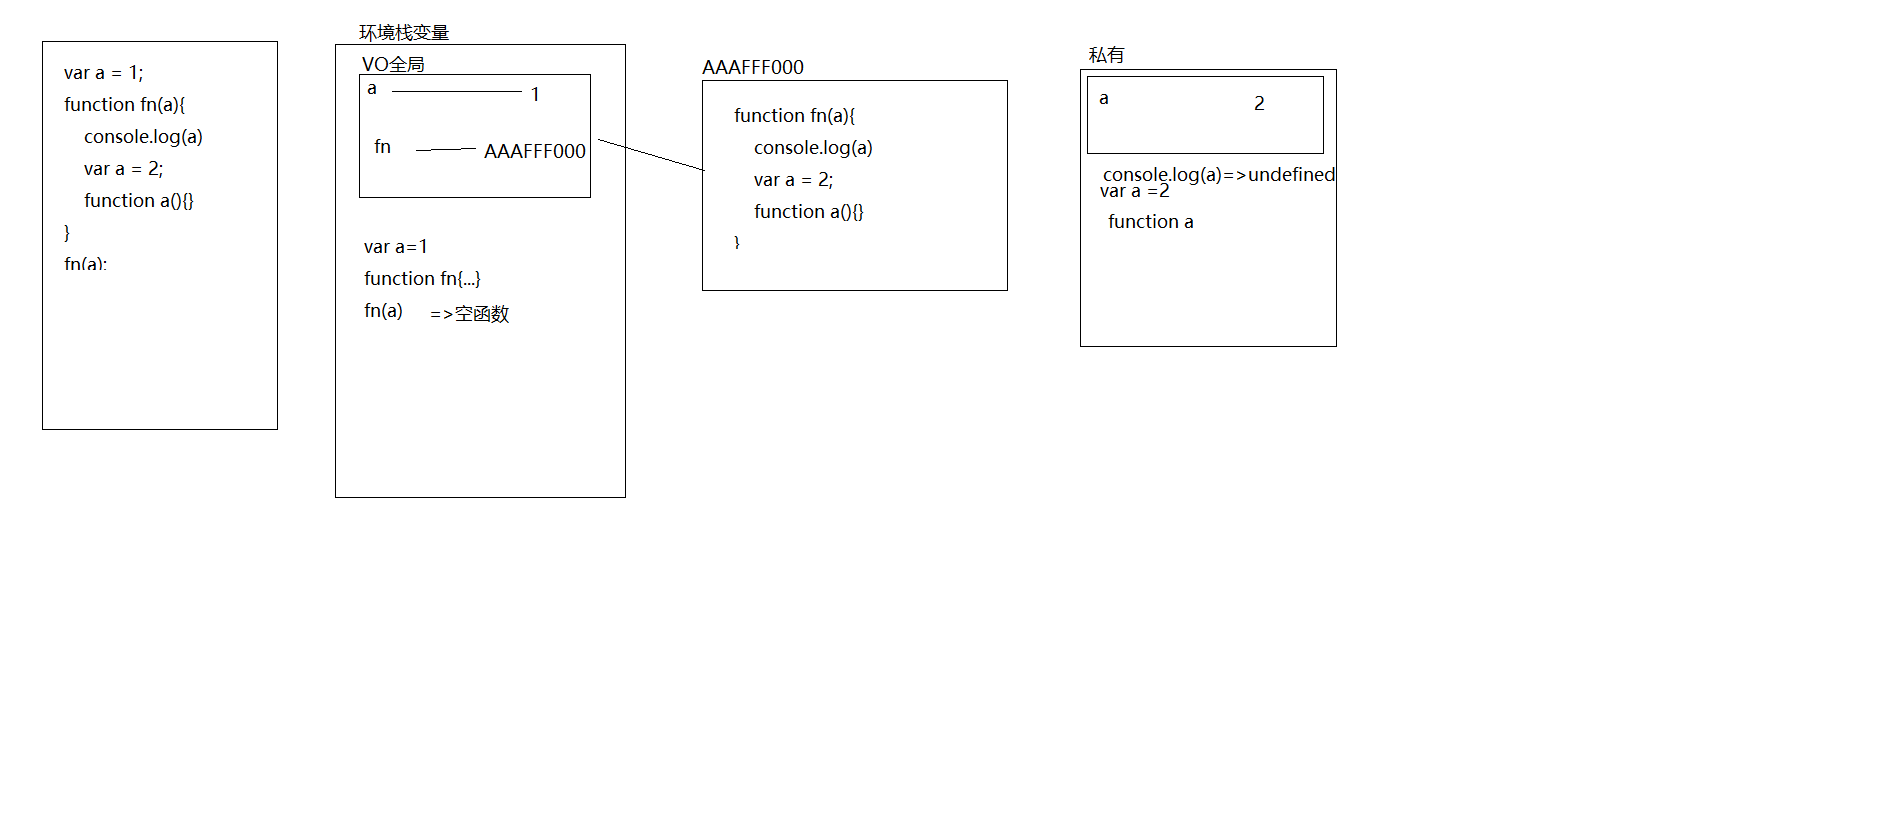 var a = 1;
function fn(a){
console.log(a)
var a = 2;
function a(){}
}
fn(a);
环境栈变量
VO全局
a 1
fn AAAFFF000
var a=1
function fn{...}
fn(a) =>空函数
AAAFFF000
function fn(a){
console.log(a)
var a = 2;
function a(){}
}
私有
a 2
console.log(a)=>undefined
var a =2
function a